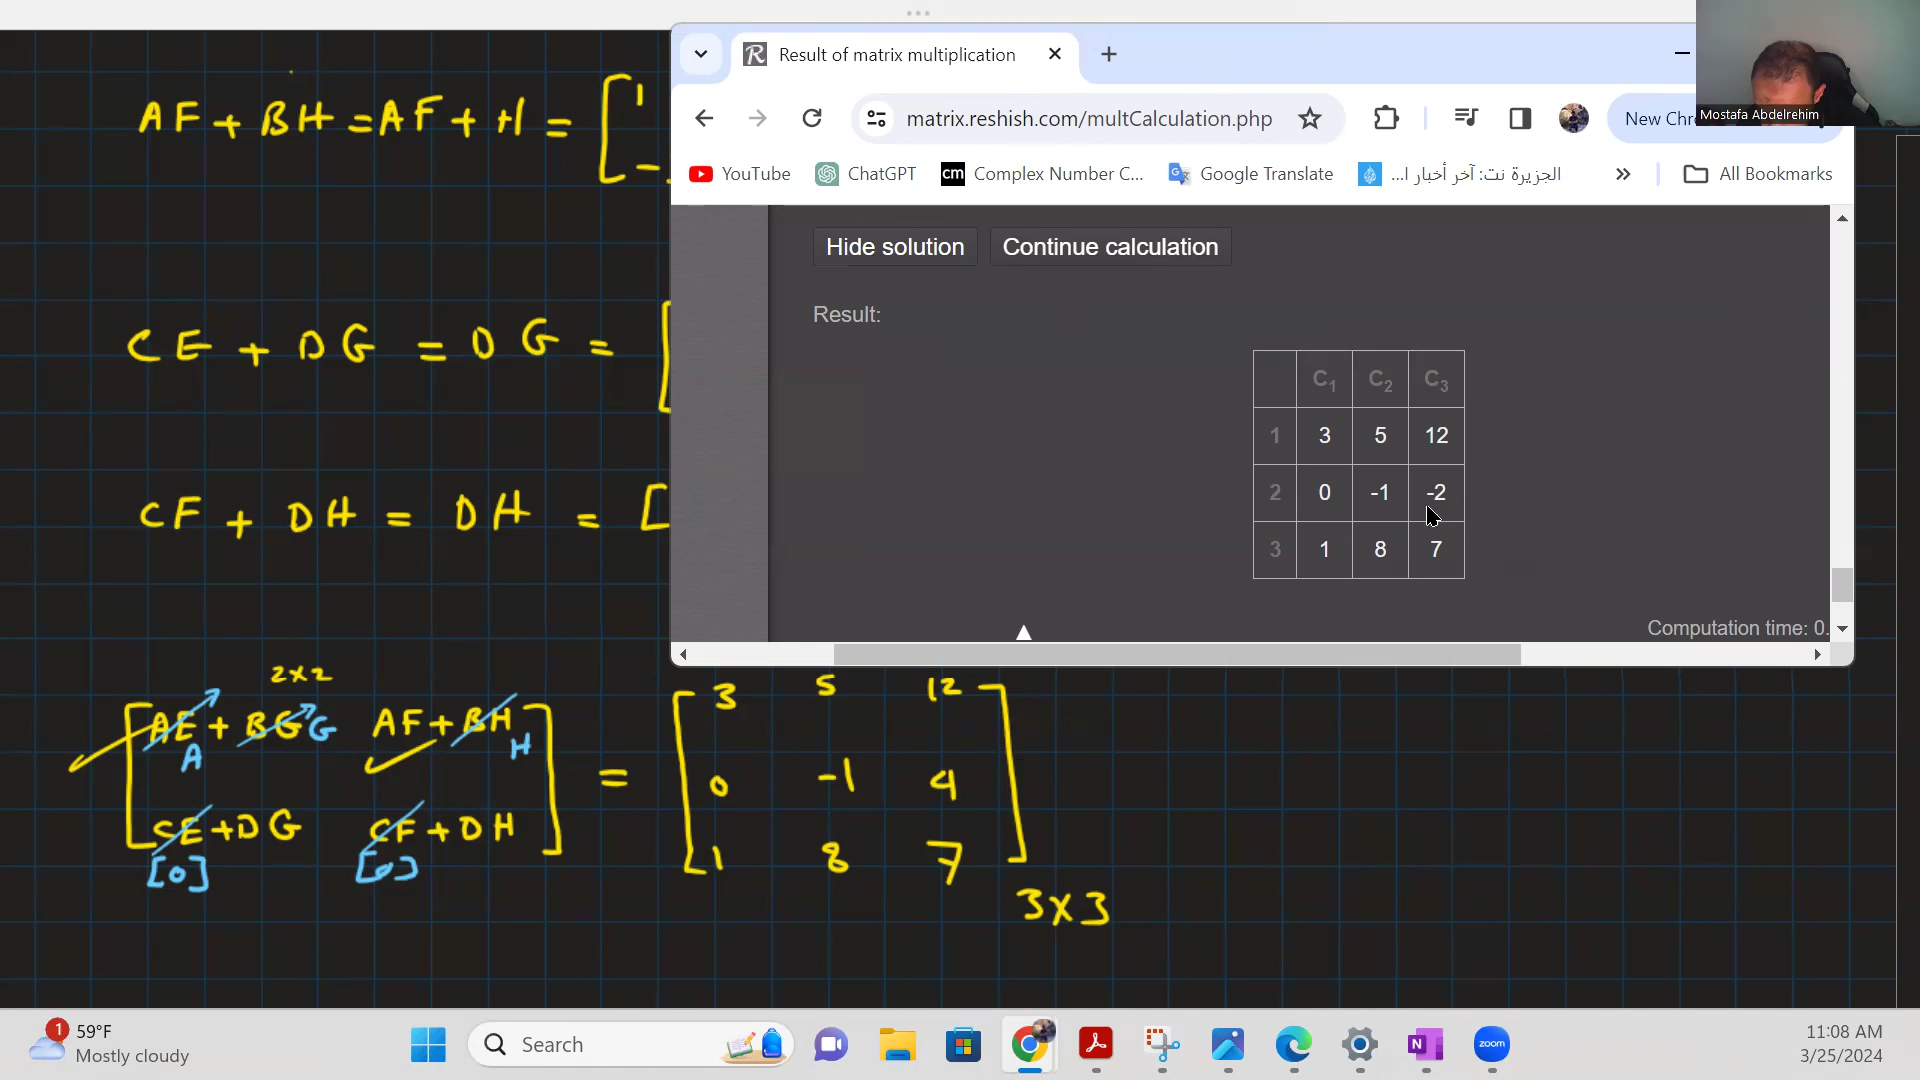 Result of matrix multiplication
matrix.reshish.com/multCalculation.php
New Chr
Mostafa Abdelrehim
YouTube ChatGPT Complex Number C... Google Translate الجزيرة نت: آخر أخبار ا... » All Bookmarks
Hide solution Continue calculation
Result:
C1 C2 C3
1 3 5 12
2 0 -1 -2
3 1 8 7
Computation time: 0.
AF + BH = AF + H = [ 1
-
CE + DG = DG = [
CF + DH = DH = [
2x2
[ AE + BG G AF + BH ] = [ 3 5 12
A H
0 -1 4
CE + DG CF + DH
[0] [0]
1 8 7 ]
3x3
1 59°F
Mostly cloudy
Search
zoom
11:08 AM
3/25/2024